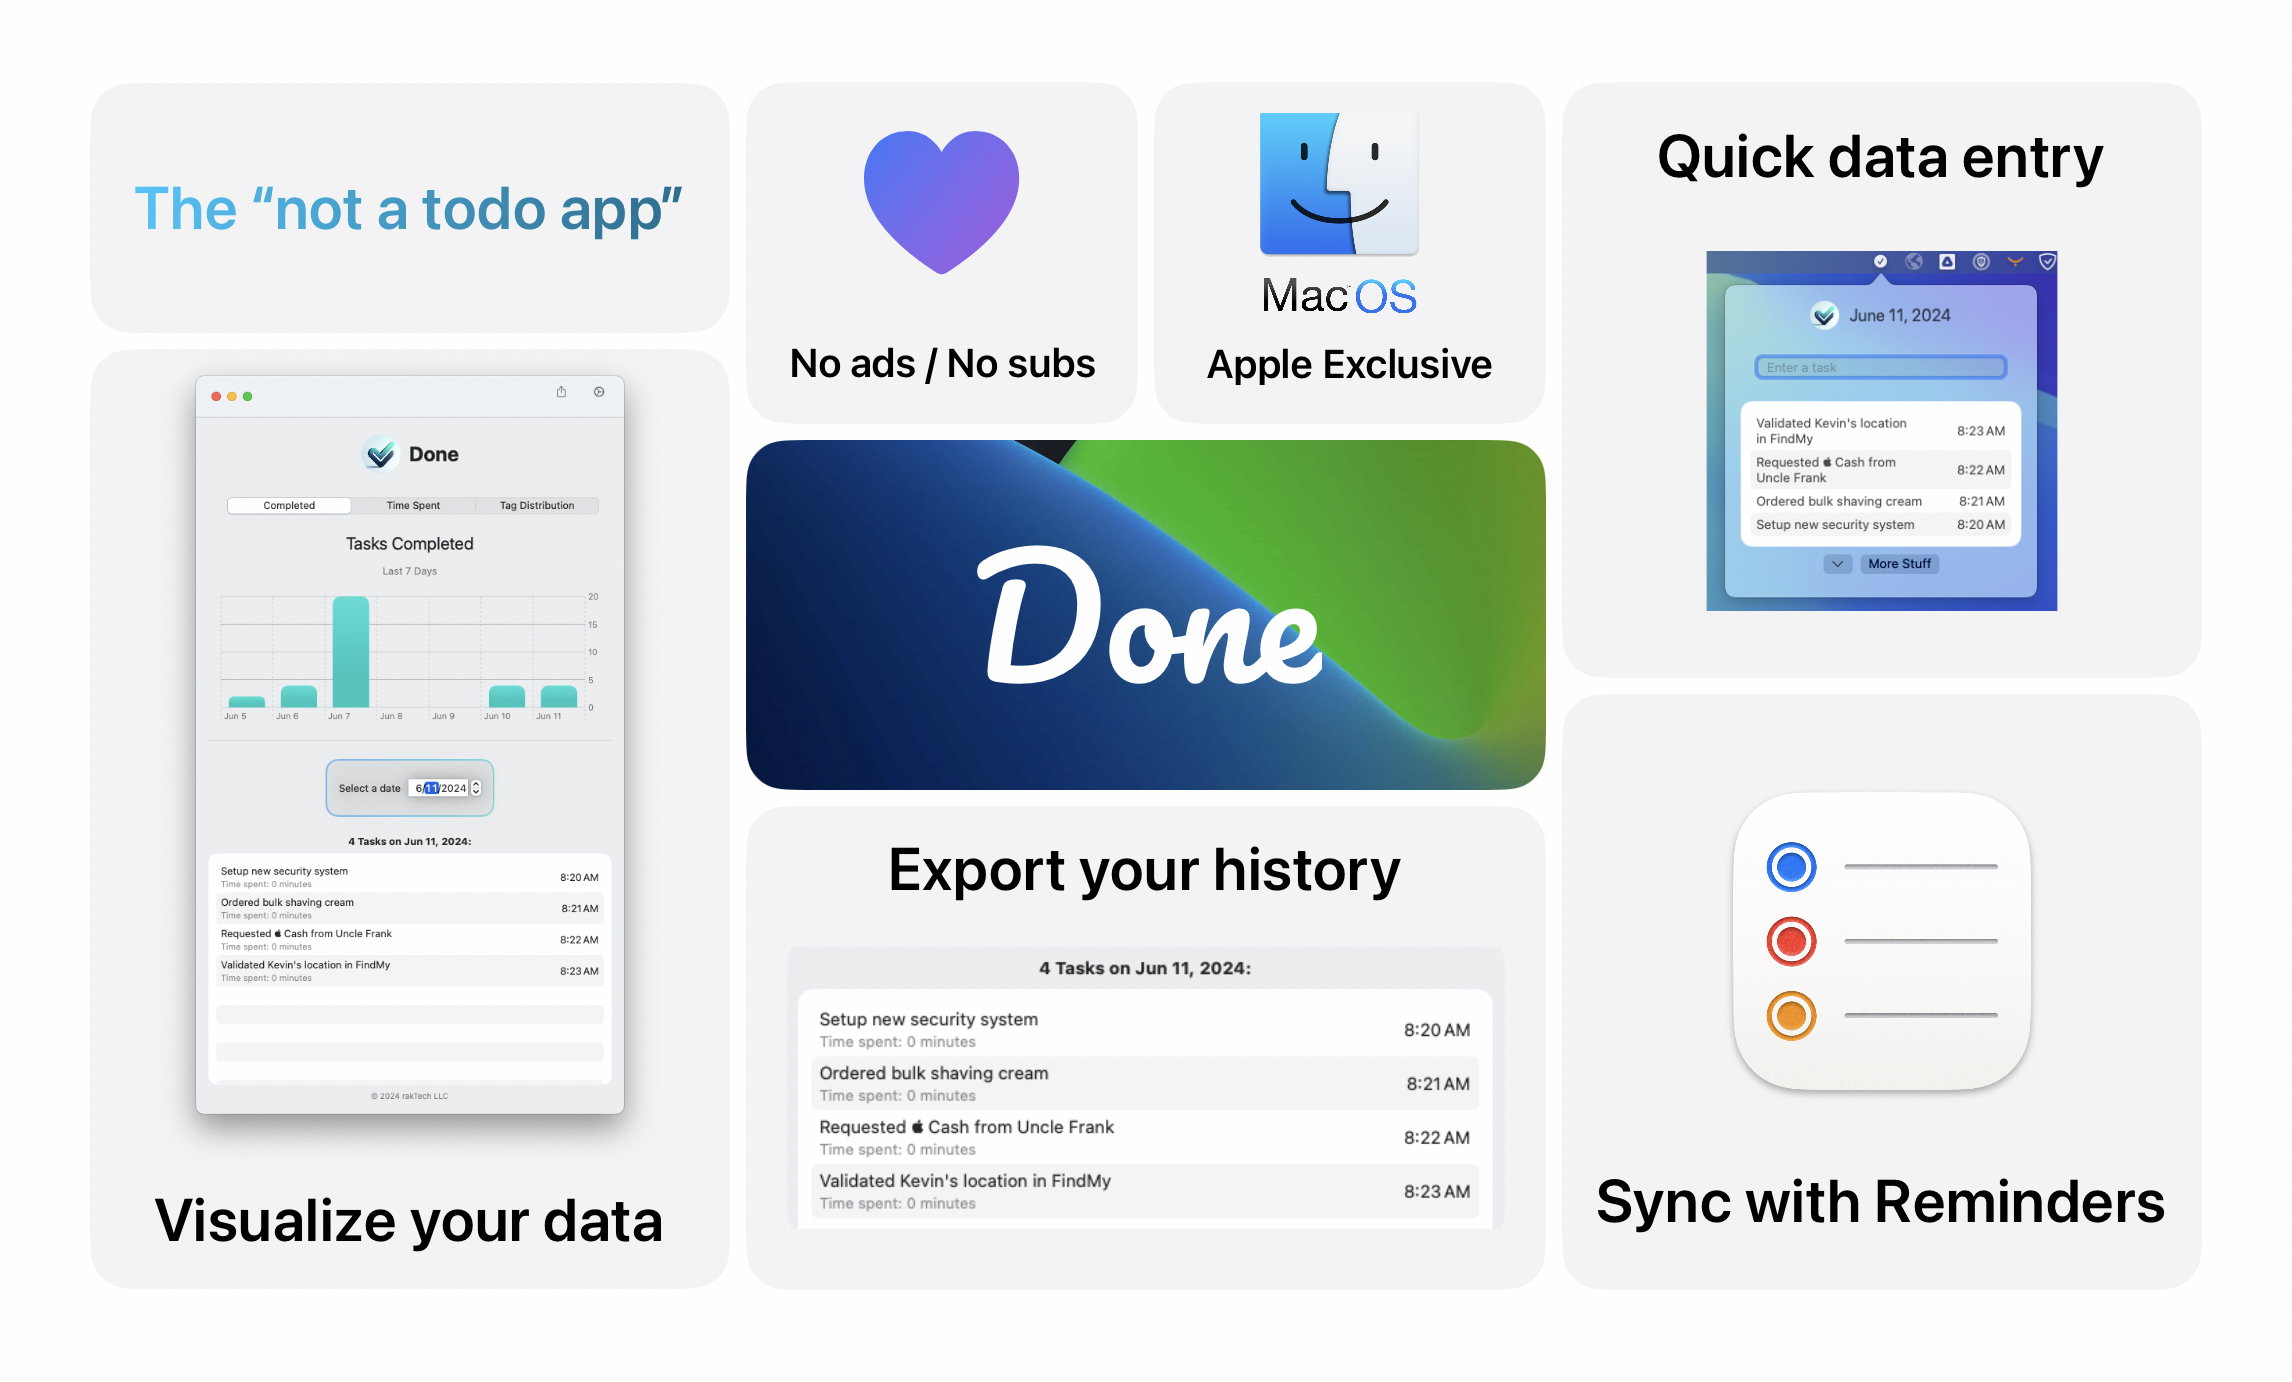 The “not a todo app”
No ads / No subs
MacOS
Apple Exclusive
Quick data entry
June 11, 2024
Enter a task
Validated Kevin's location
in FindMy
8:23 AM
Requested Cash from
Uncle Frank
8:22 AM
Ordered bulk shaving cream 8:21 AM
Setup new security system 8:20 AM
More Stuff
Done
Completed Time Spent Tag Distribution
Tasks Completed
Last 7 Days
20
15
10
5
0
Jun 5 Jun 6 Jun 7 Jun 8 Jun 9 Jun 10 Jun 11
Select a date 6/11/2024
4 Tasks on Jun 11, 2024:
Setup new security system 8:20 AM
Time spent: 0 minutes
Ordered bulk shaving cream 8:21 AM
Time spent: 0 minutes
Requested Cash from Uncle Frank 8:22 AM
Time spent: 0 minutes
Validated Kevin's location in FindMy 8:23 AM
Time spent: 0 minutes
© 2024 rakTech LLC
Visualize your data
Done
Export your history
4 Tasks on Jun 11, 2024:
Setup new security system 8:20 AM
Time spent: 0 minutes
Ordered bulk shaving cream 8:21 AM
Time spent: 0 minutes
Requested Cash from Uncle Frank 8:22 AM
Time spent: 0 minutes
Validated Kevin's location in FindMy 8:23 AM
Time spent: 0 minutes
Sync with Reminders